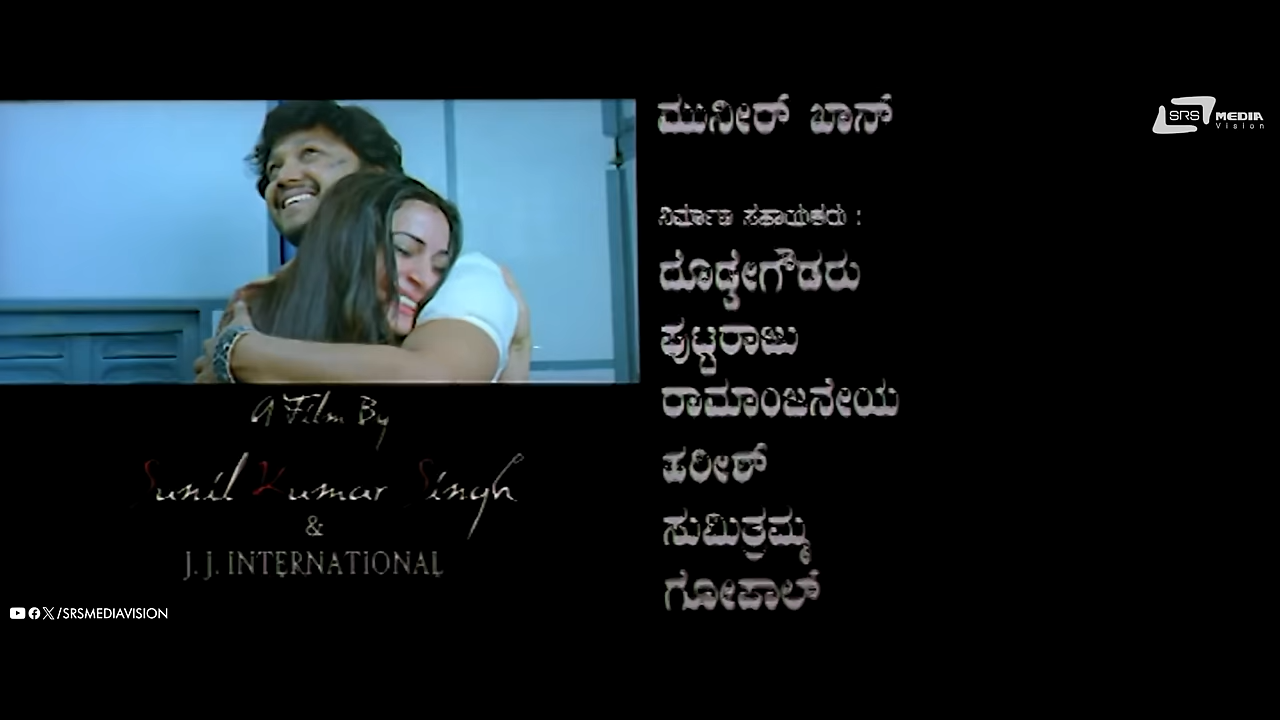 ಮುನೀರ್ ಖಾನ್
SRS MEDIA
Vision
ನಿರ್ಮಾಣ ಸಹಾಯಕರು :
ದೊಡ್ಡೇಗೌಡರು
ಪುಟ್ಟರಾಜು
ರಾಮಾಂಜನೇಯ
ಹರೀಶ್
ಸುಮಿತ್ರಮ್ಮ
ಗೋಪಾಲ್
A Film By
Sunil Kumar Singh
&
J. J. INTERNATIONAL
/SRSMEDIAVISION